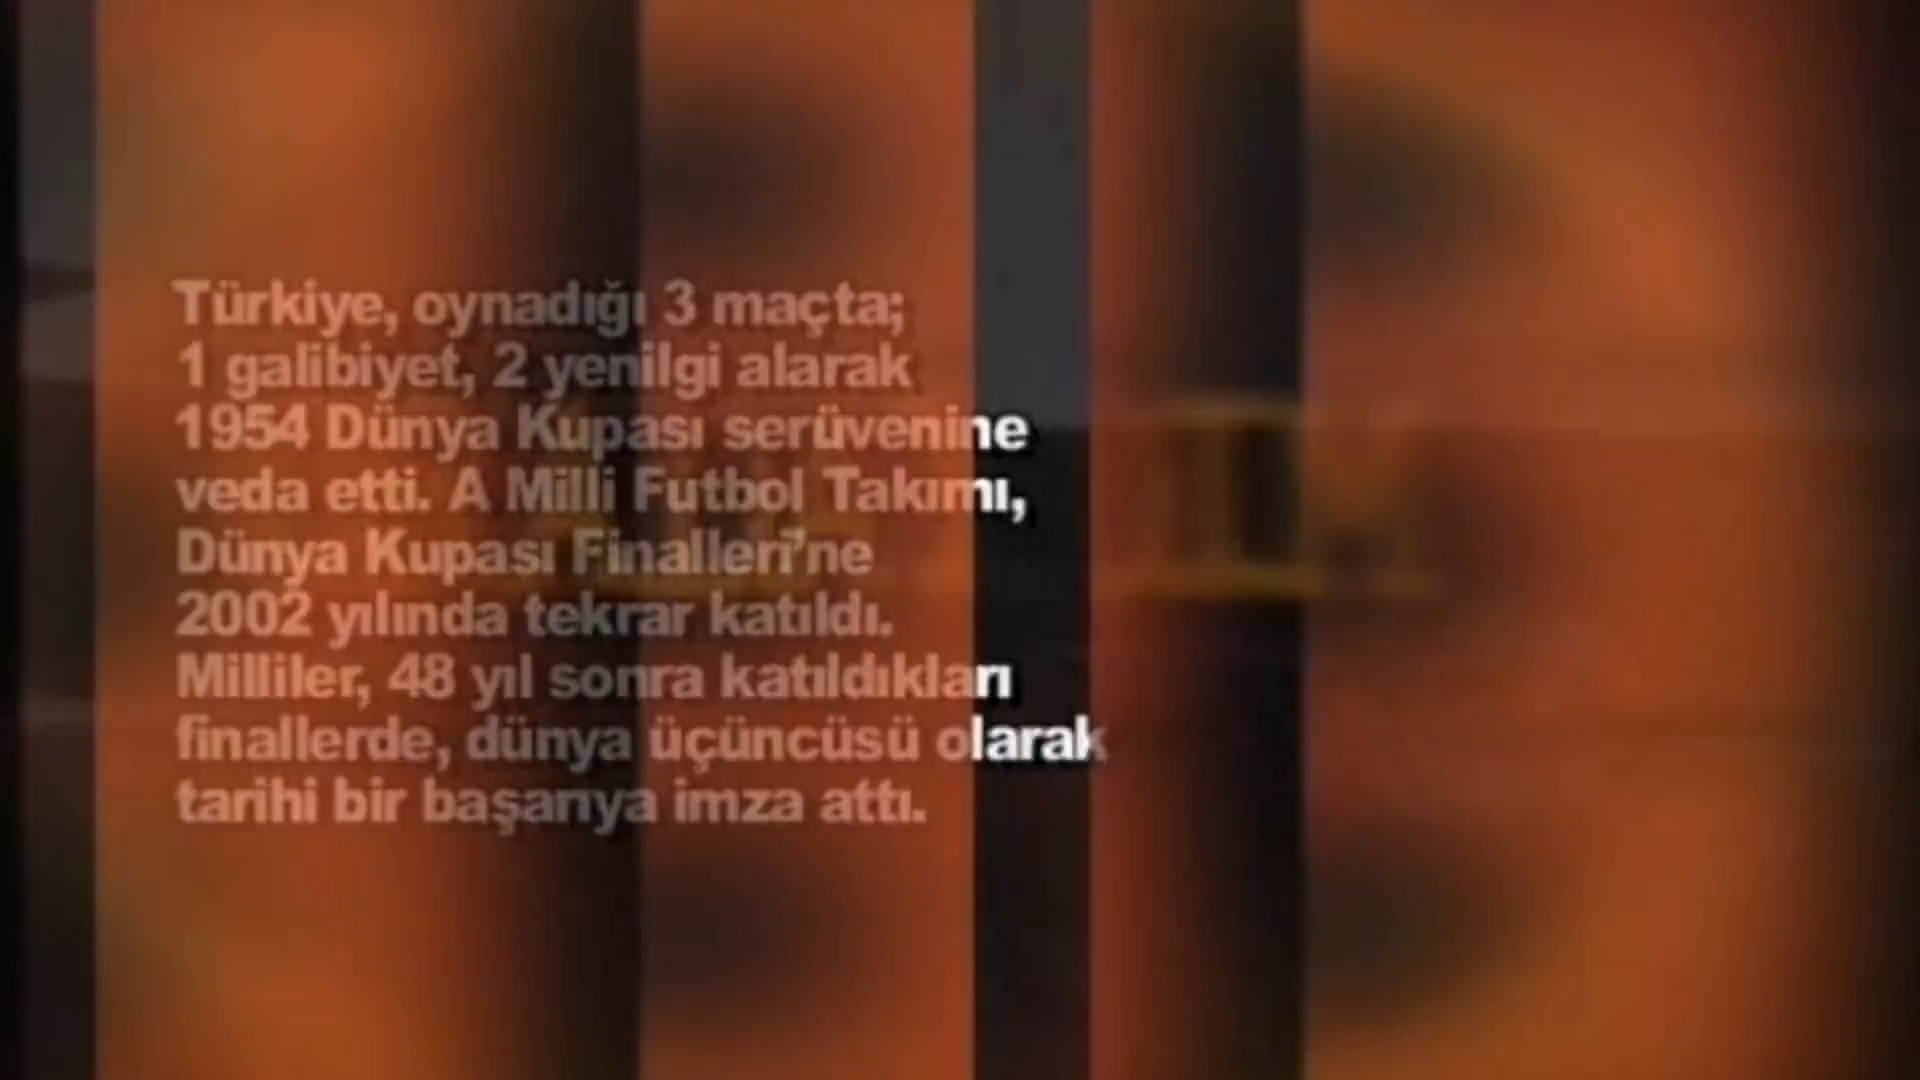 Türkiye, oynadığı 3 maçta;
1 galibiyet, 2 yenilgi alarak
1954 Dünya Kupası serüvenine
veda etti. A Milli Futbol Takımı,
Dünya Kupası Finalleri’ne
2002 yılında tekrar katıldı.
Milliler, 48 yıl sonra katıldıkları
finallerde, dünya üçüncüsü olarak
tarihi bir başarıya imza attı.